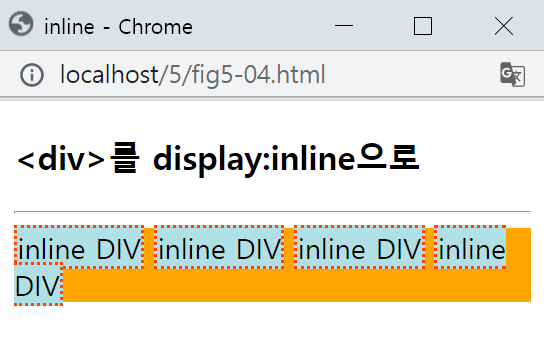 inline - Chrome
localhost/5/fig5-04.html
<div>를 display:inline으로
inline DIV inline DIV inline DIV inline
DIV